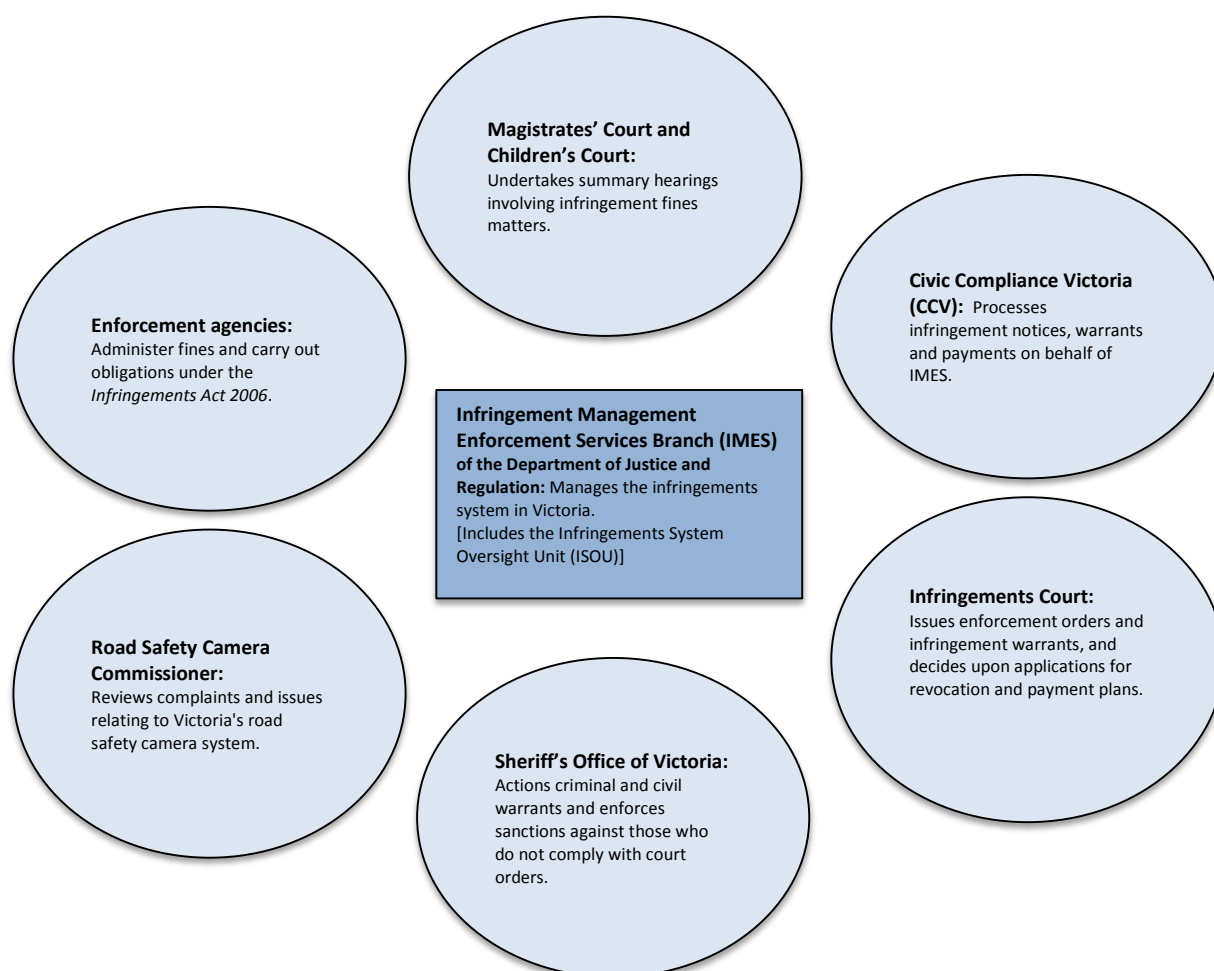 Magistrates’ Court and
Children’s Court:
Undertakes summary hearings
involving infringement fines
matters.
Civic Compliance Victoria
(CCV): Processes
infringement notices, warrants
and payments on behalf of
IMES.
Enforcement agencies:
Administer fines and carry out
obligations under the
Infringements Act 2006.
Infringement Management
Enforcement Services Branch (IMES)
of the Department of Justice and
Regulation: Manages the infringements
system in Victoria.
[Includes the Infringements System
Oversight Unit (ISOU)]
Infringements Court:
Issues enforcement orders and
infringement warrants, and
decides upon applications for
revocation and payment plans.
Road Safety Camera
Commissioner:
Reviews complaints and issues
relating to Victoria's road
safety camera system.
Sheriff’s Office of Victoria:
Actions criminal and civil
warrants and enforces
sanctions against those who
do not comply with court
orders.